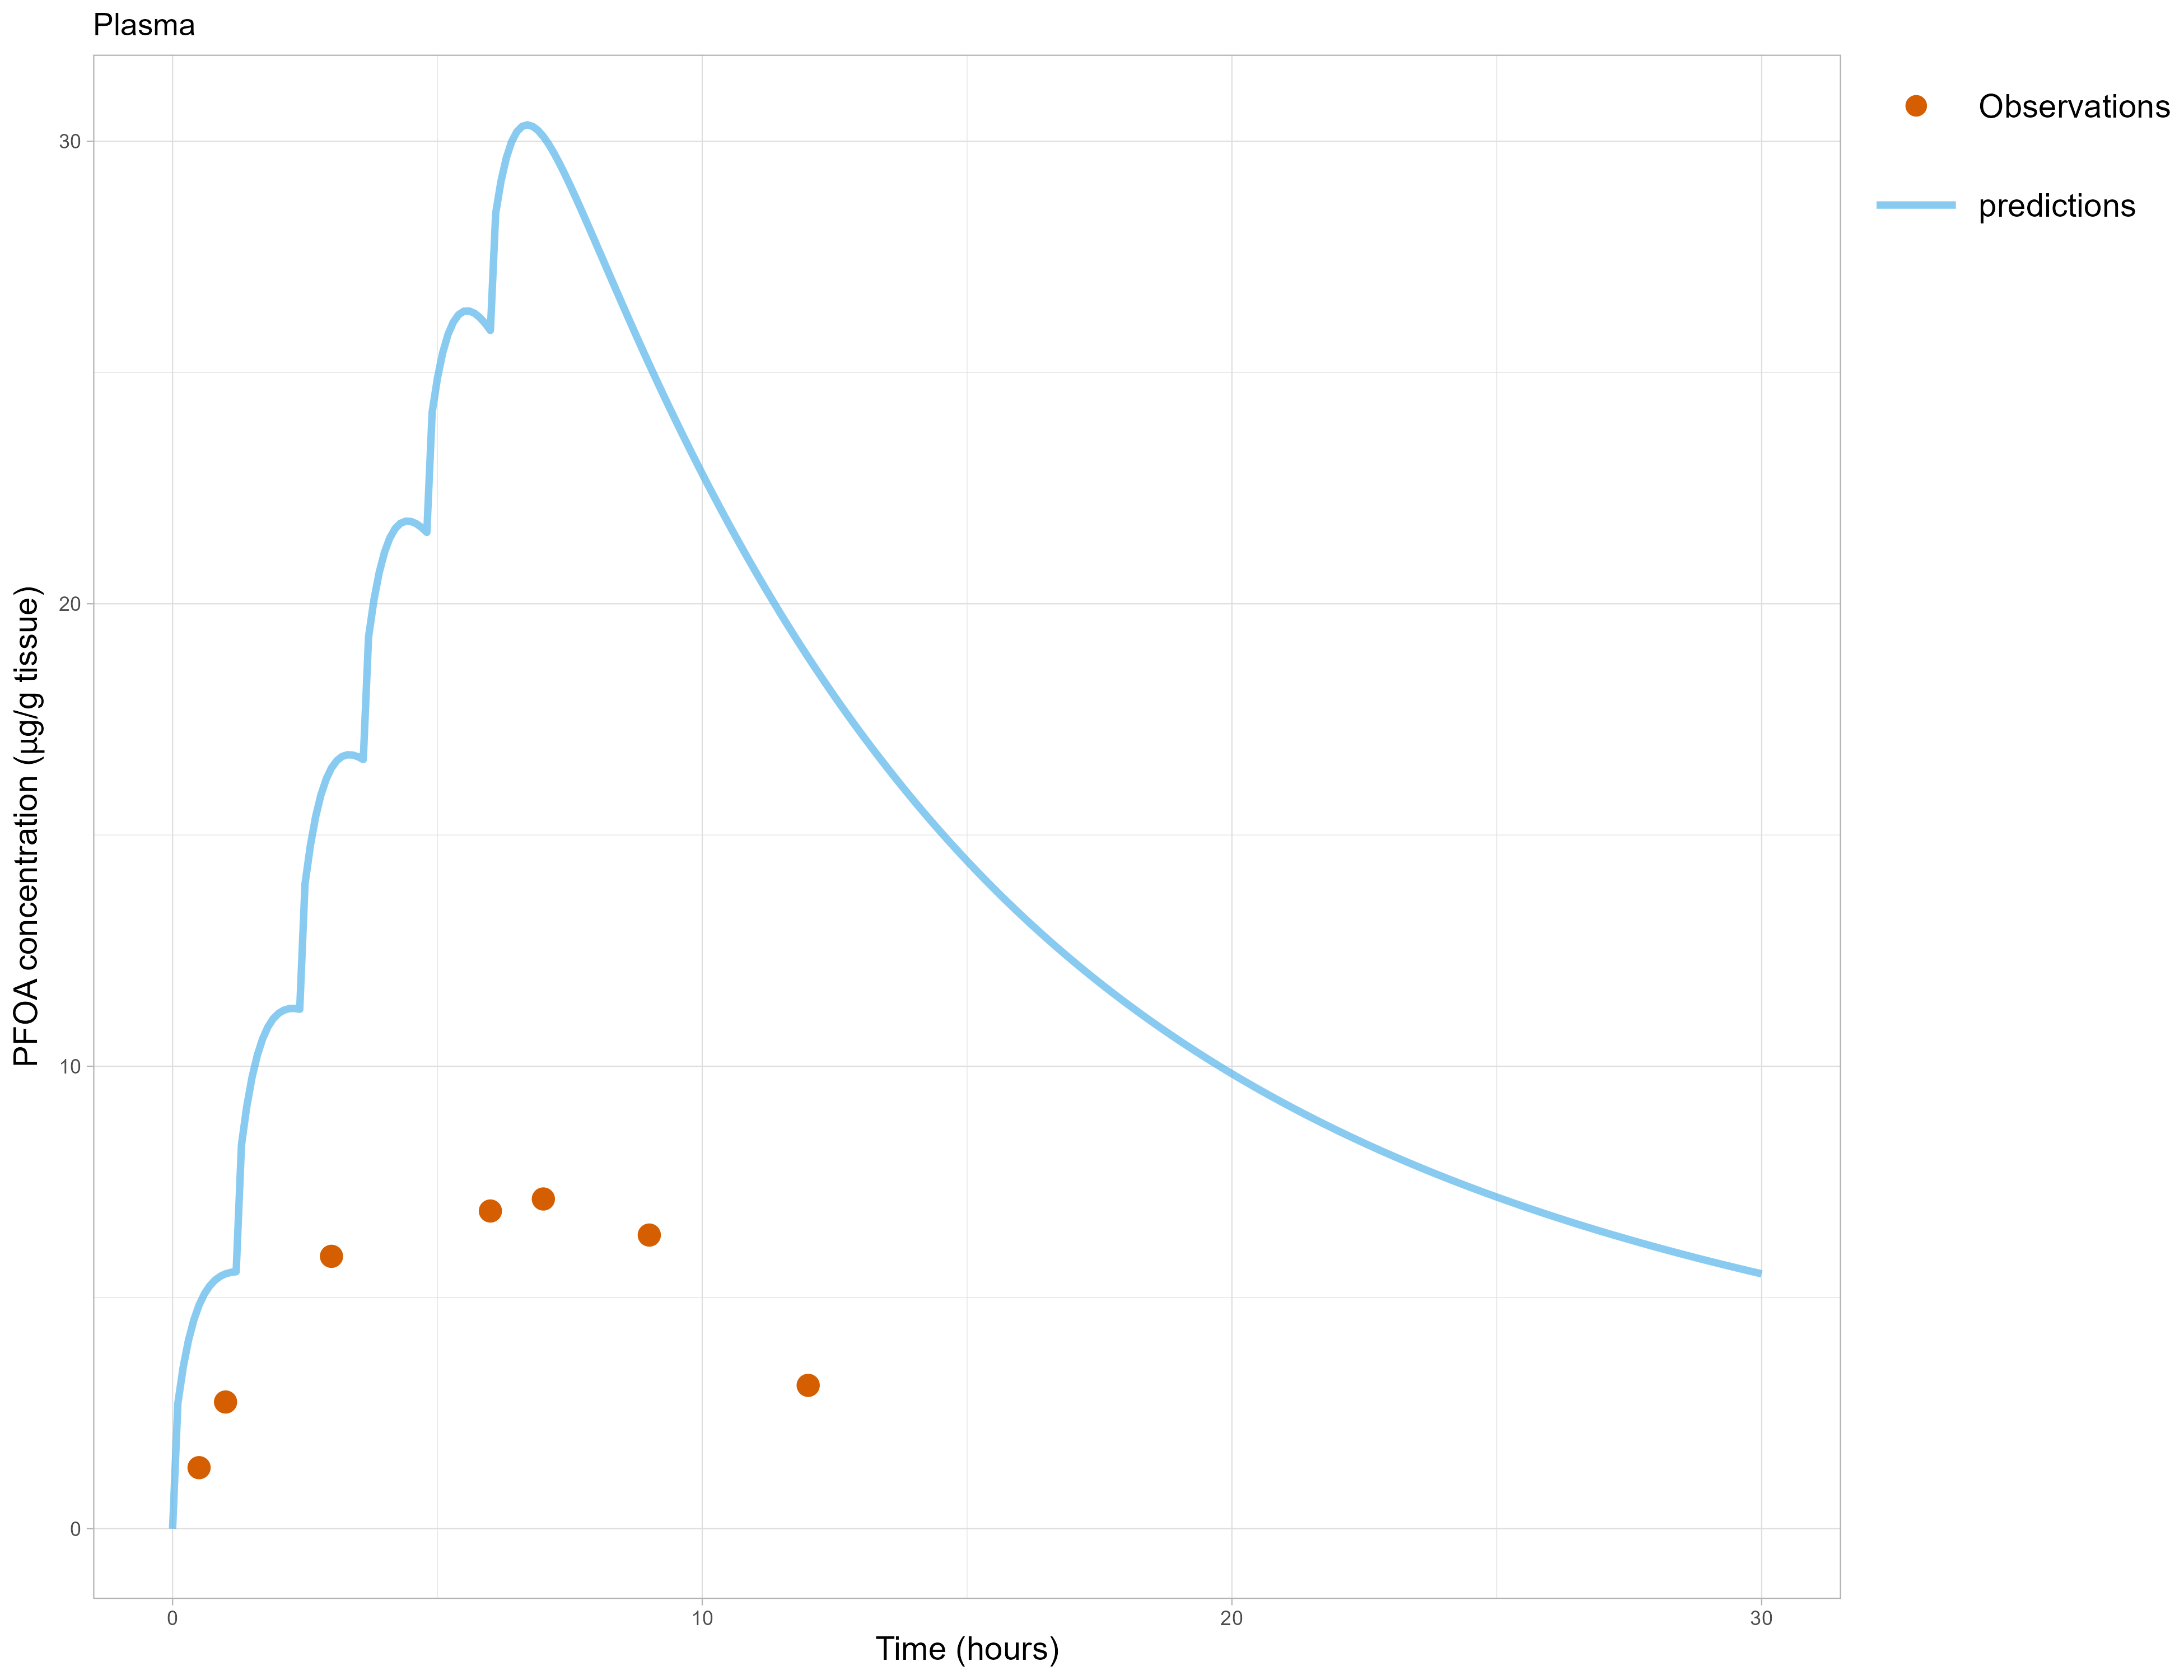 Plasma
Observations
predictions
PFOA concentration (µg/g tissue)
30
20
10
0
0 10 20 30
Time (hours)